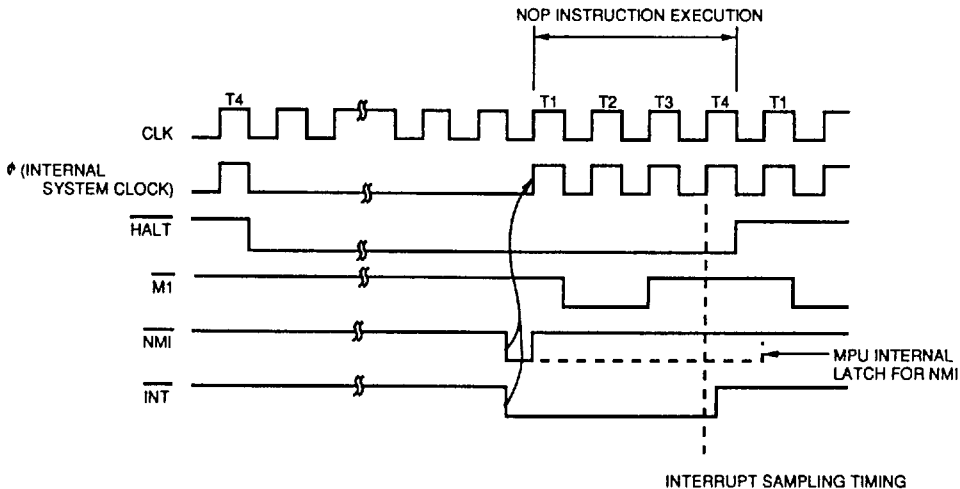 NOP INSTRUCTION EXECUTION
T4 T1 T2 T3 T4 T1
CLK
ϕ (INTERNAL
SYSTEM CLOCK)
HALT
M1
NMI
MPU INTERNAL
LATCH FOR NMI
INT
INTERRUPT SAMPLING TIMING